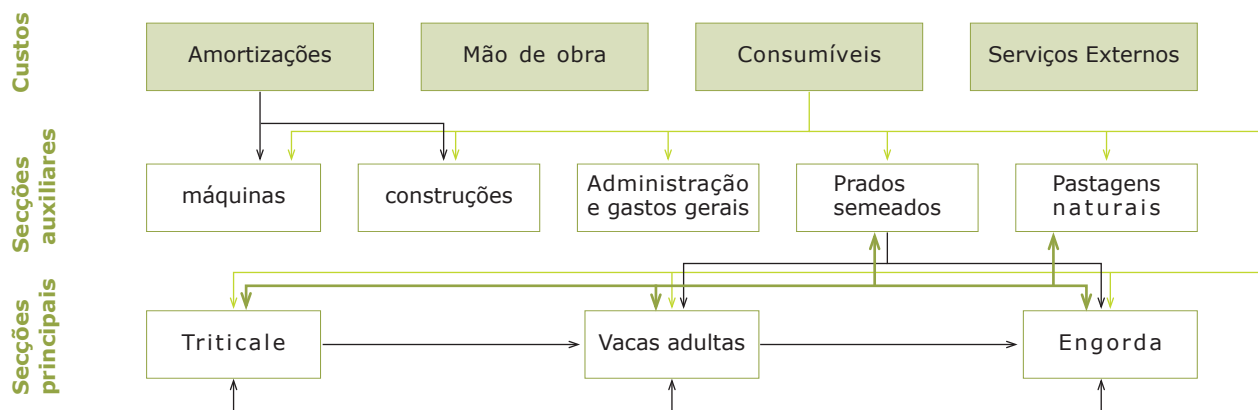 Custos
Amortizações
Mão de obra
Consumíveis
Serviços Externos
Secções
auxiliares
máquinas
construções
Administração
e gastos gerais
Prados
semeados
Pastagens
naturais
Secções
principais
Triticale
Vacas adultas
Engorda